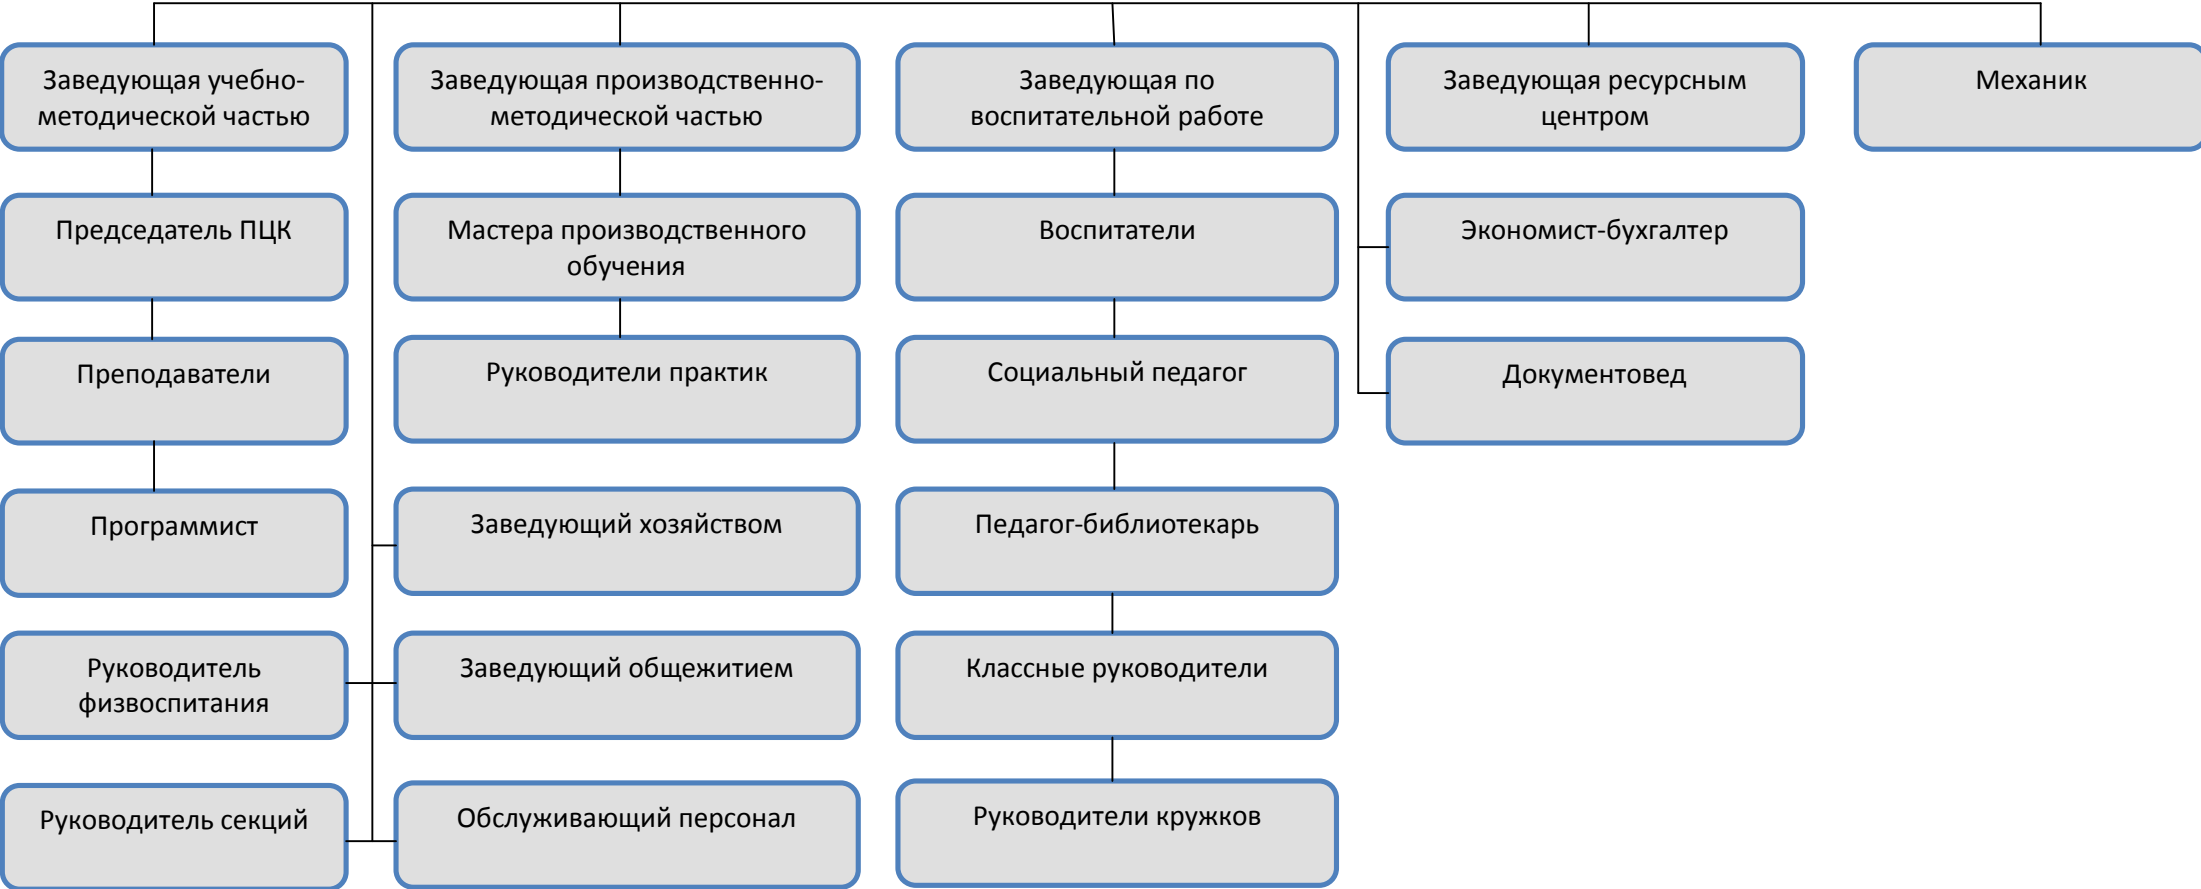 Заведующая учебно-
методической частью
Заведующая производственно-
методической частью
Заведующая по
воспитательной работе
Заведующая ресурсным
центром
Механик
Председатель ПЦК
Мастера производственного
обучения
Воспитатели
Экономист-бухгалтер
Преподаватели
Руководители практик
Социальный педагог
Документовед
Программист
Заведующий хозяйством
Педагог-библиотекарь
Руководитель
физвоспитания
Заведующий общежитием
Классные руководители
Руководитель секций
Обслуживающий персонал
Руководители кружков